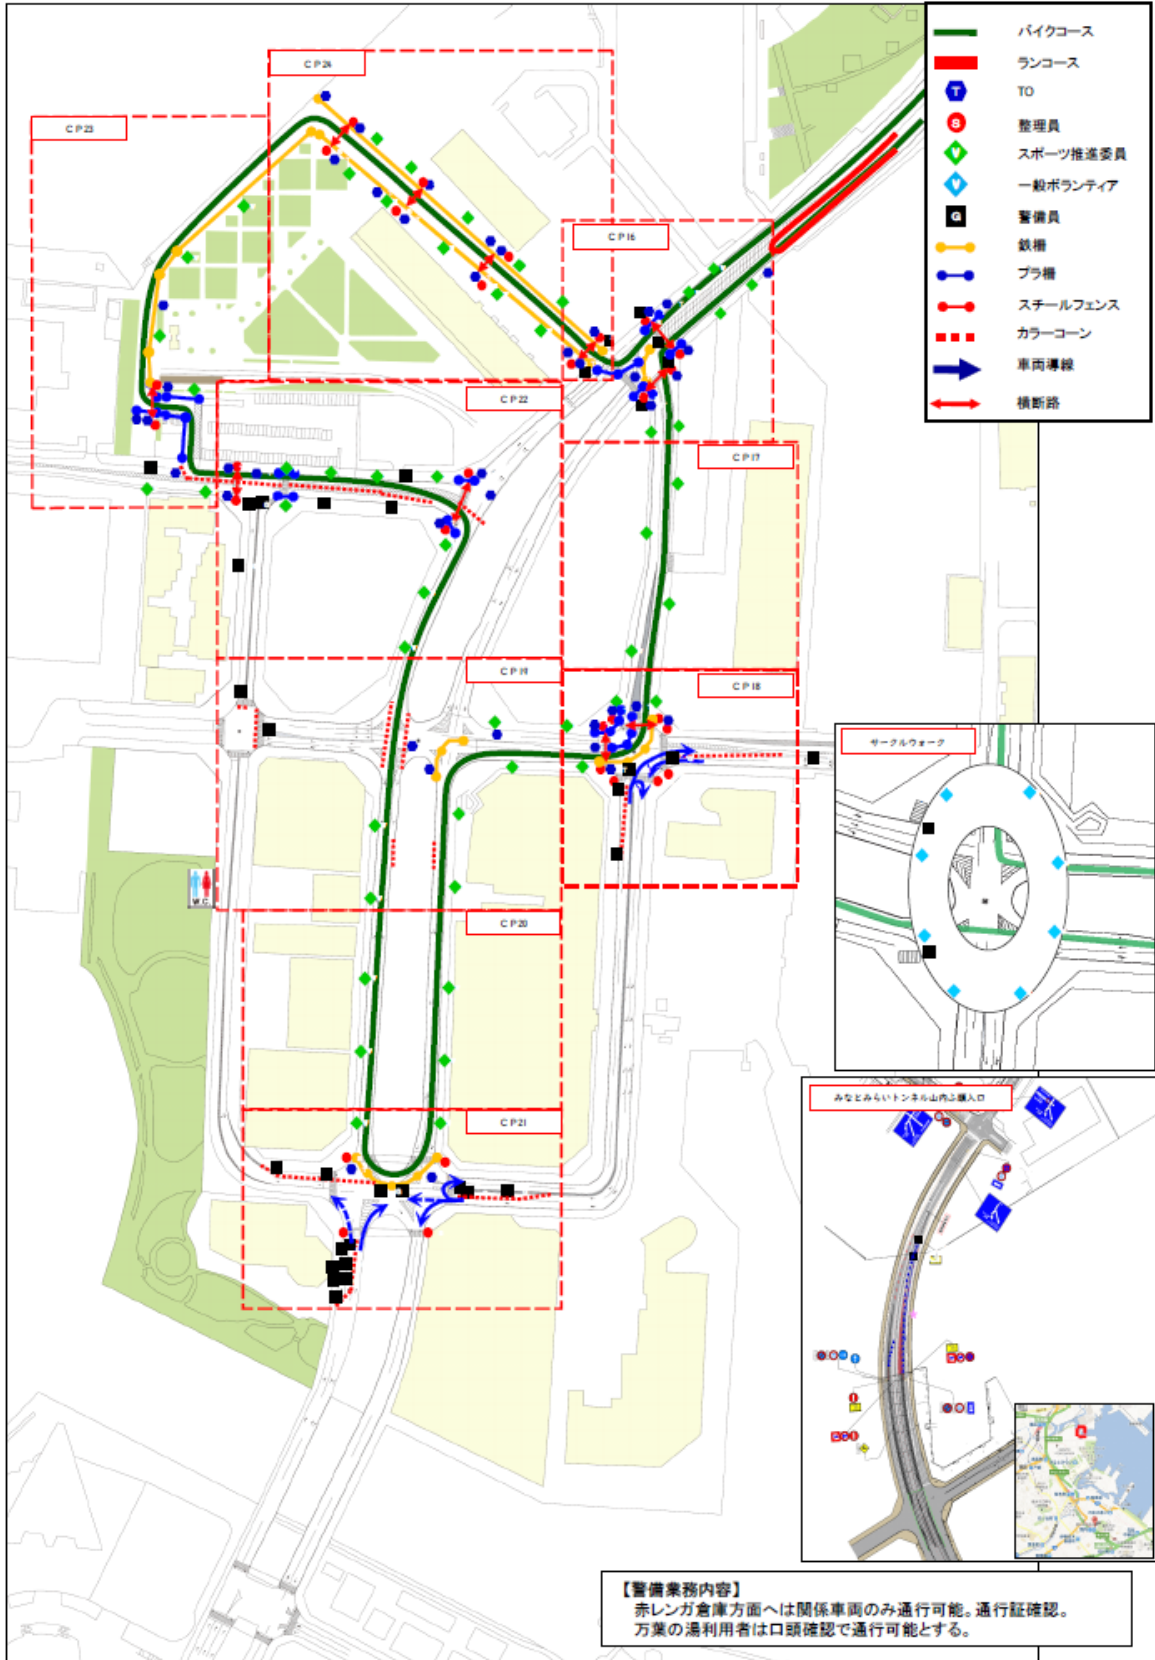 CP24
CP23
CP16
CP22
CP17
CP19
CP18
CP20
CP21
W.C.
バイクコース
ランコース
T TO
S 整理員
V スポーツ推進委員
V 一般ボランティア
G 警備員
鉄柵
プラ柵
スチールフェンス
カラーコーン
車両導線
横断路
サークルウォーク
みなとみらいトンネル山内ふ頭入口
【警備業務内容】
赤レンガ倉庫方面へは関係車両のみ通行可能。通行証確認。
万葉の湯利用者は口頭確認で通行可能とする。